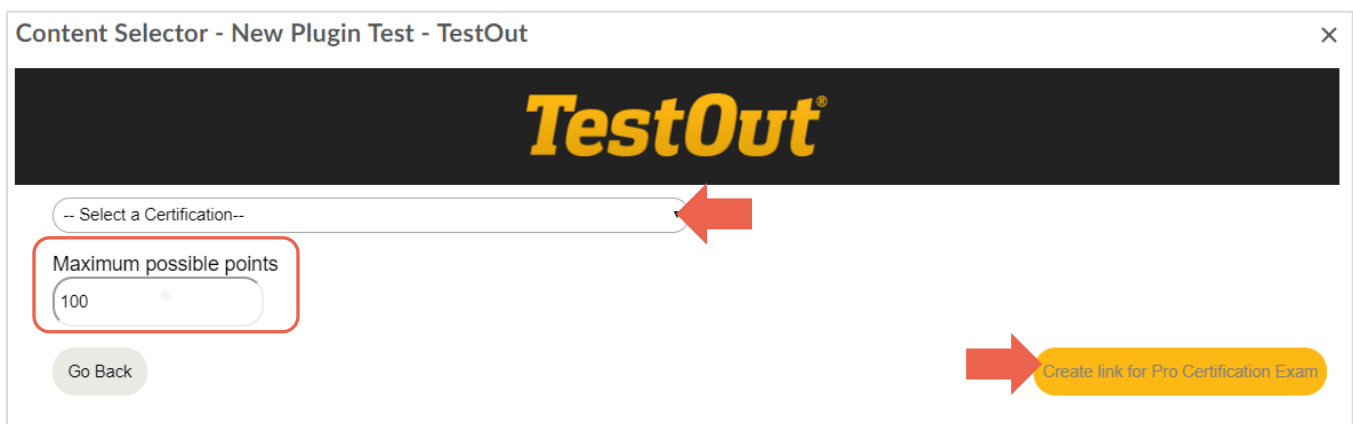 Content Selector - New Plugin Test - TestOut
TestOut®
-- Select a Certification--
Maximum possible points
100
Go Back
Create link for Pro Certification Exam